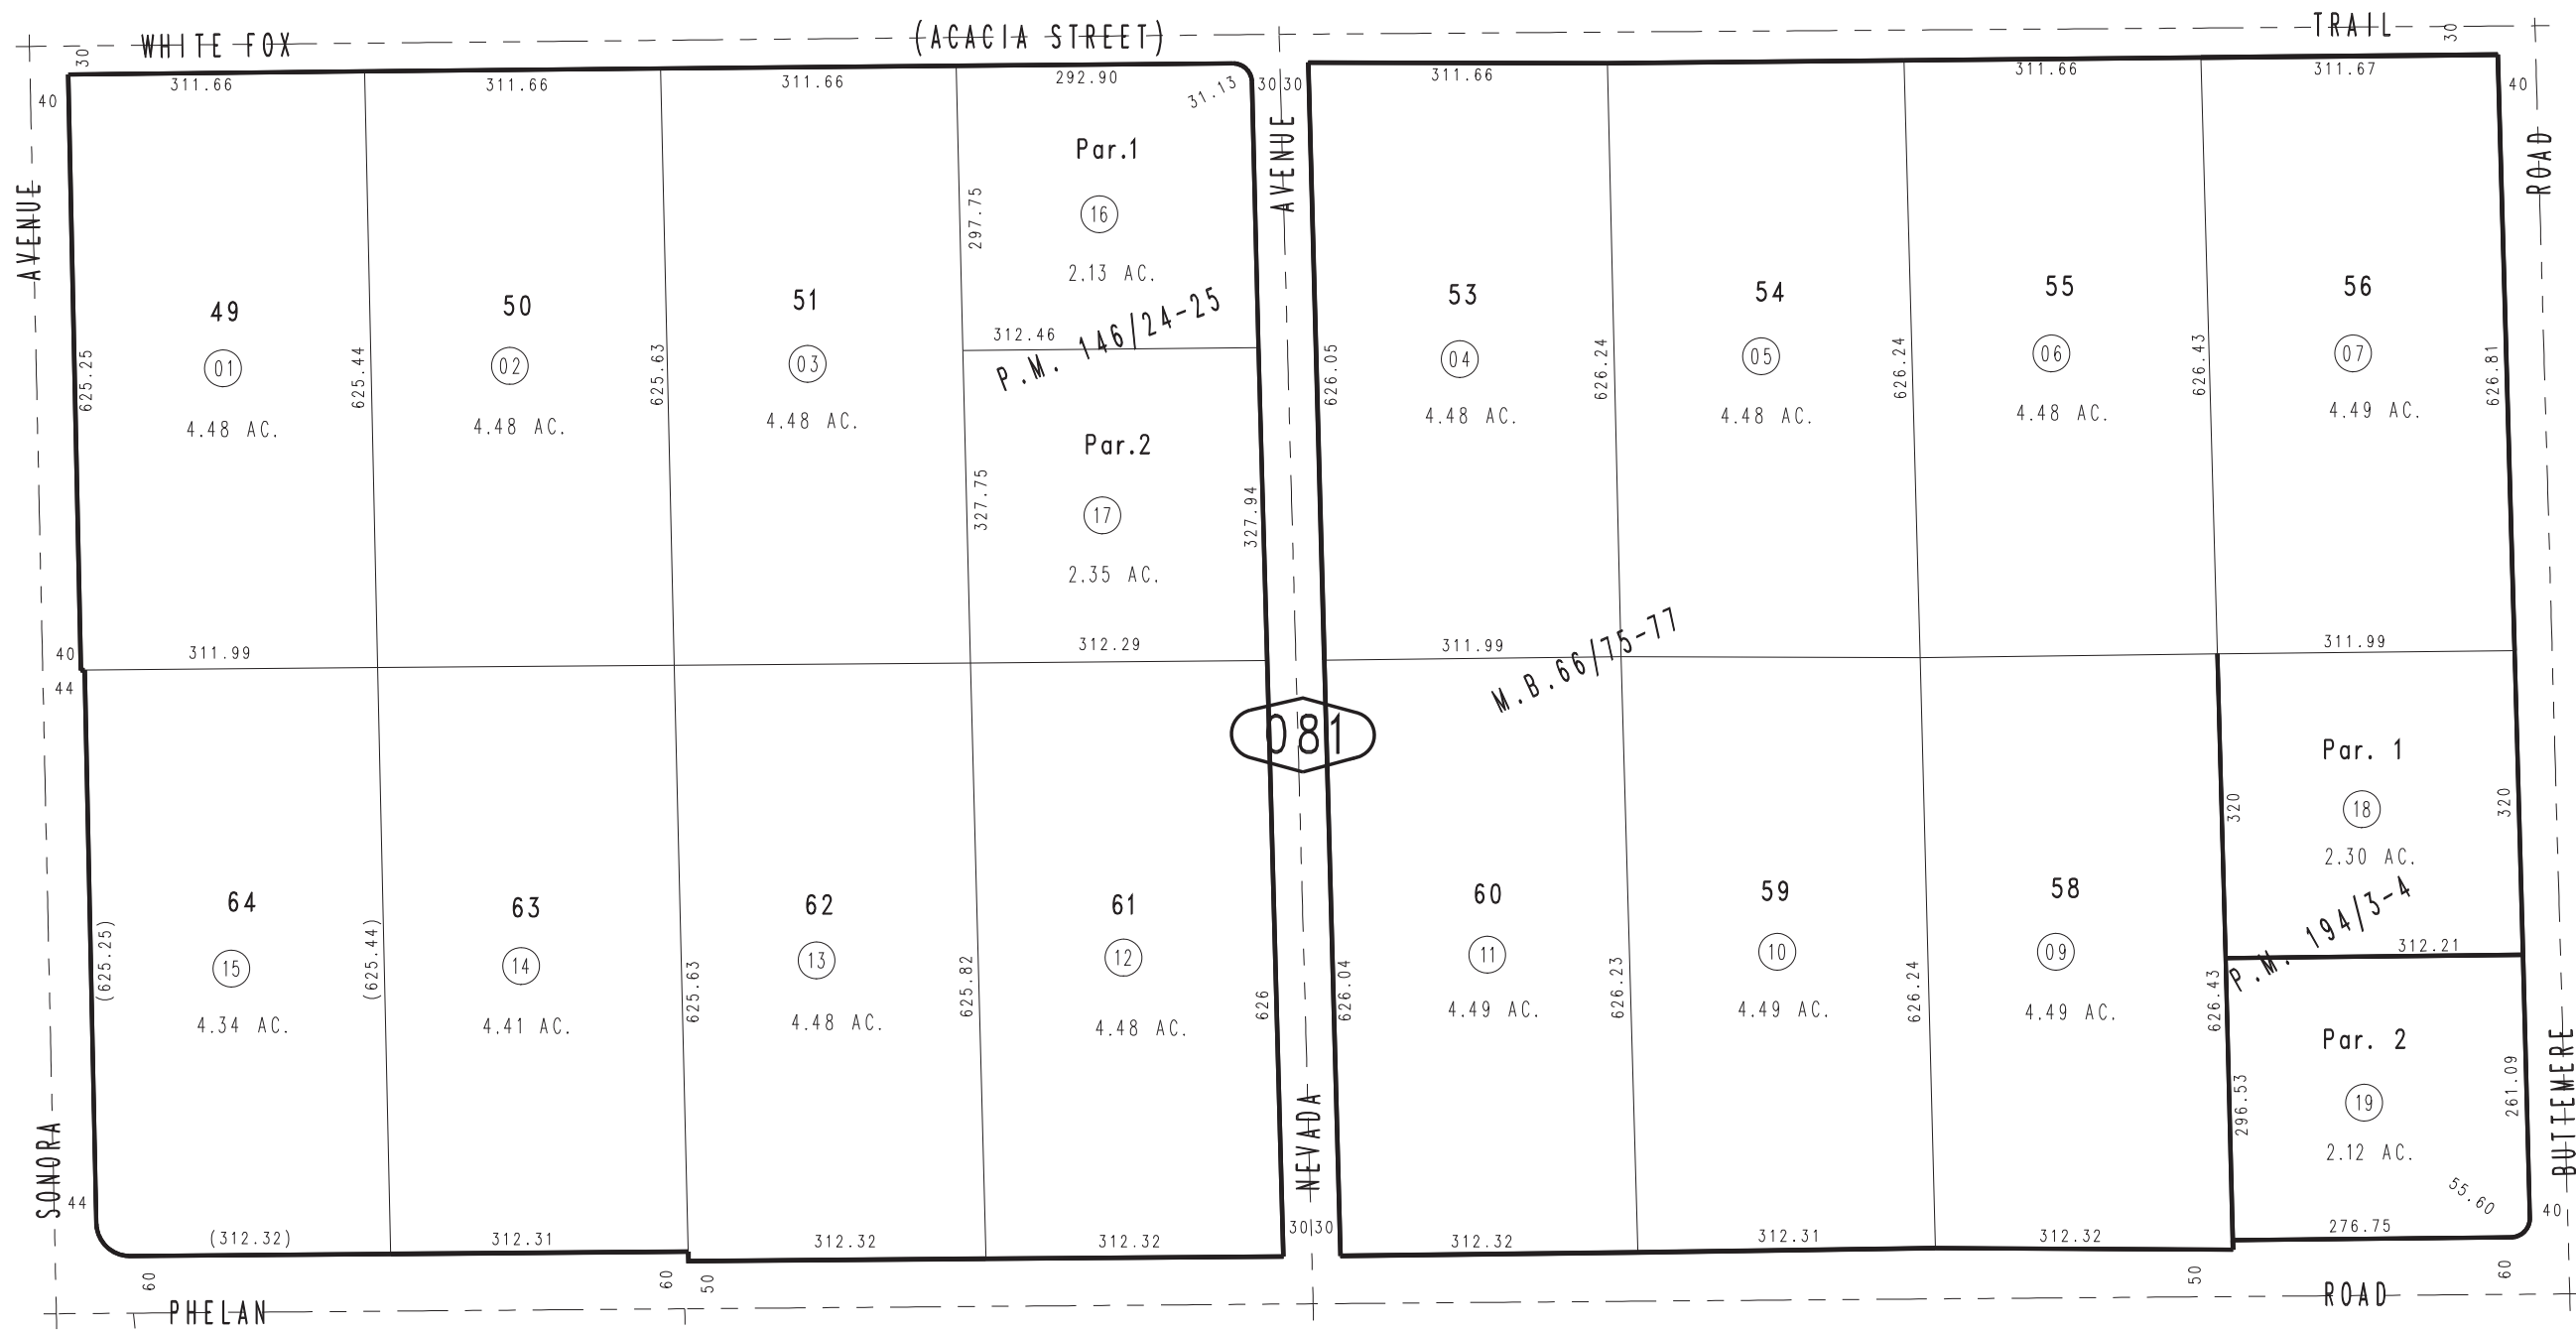 WHITE FOX (ACACIA STREET) TRAIL
30 30
311.66 311.66 311.66 292.90 311.66 311.66 311.67
40 31.13 30 30 40
AVENUE
AVENUE
ROAD
Par.1
16
2.13 AC.
297.75
312.46
P.M. 146/24-25
49
01
4.48 AC.
625.25
625.44
50
02
4.48 AC.
625.63
51
03
4.48 AC.
Par.2
17
2.35 AC.
327.75
327.94
53
04
4.48 AC.
626.05
626.24
54
05
4.48 AC.
626.24
55
06
4.48 AC.
626.43
56
07
4.49 AC.
626.81
40 311.99 312.29 311.99 311.99
44
M.B.66/75-77
081
64
15
4.34 AC.
(625.25)
(625.44)
63
14
4.41 AC.
625.63
62
13
4.48 AC.
625.82
61
12
4.48 AC.
626
60
11
4.49 AC.
626.04
626.23
59
10
4.49 AC.
626.24
58
09
4.49 AC.
626.43
Par. 1
18
2.30 AC.
320
320
P.M. 194/3-4
312.21
Par. 2
19
2.12 AC.
296.53
261.09
55.60
276.75
SONORA
NEVADA
BUTTEMERE
44 30 30 40
(312.32) 312.31 312.32 312.32 312.32 312.31 312.32
60 60 50 50 60
PHELAN ROAD